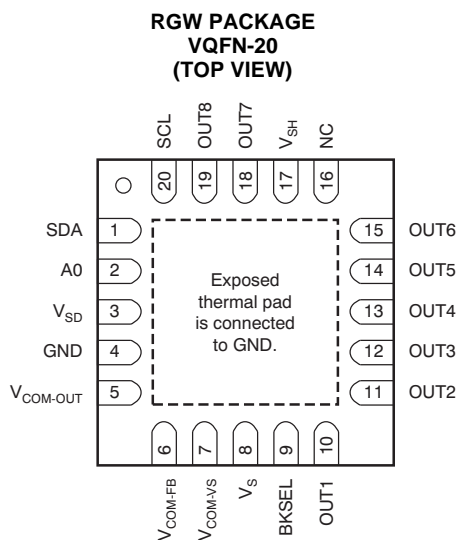 RGW PACKAGE
VQFN-20
(TOP VIEW)
SCL
OUT8
OUT7
VSH
NC
20
19
18
17
16
SDA 1
A0 2
VSD 3
GND 4
VCOM-OUT 5
Exposed
thermal pad
is connected
to GND.
15 OUT6
14 OUT5
13 OUT4
12 OUT3
11 OUT2
6
7
8
9
10
VCOM-FB
VCOM-VS
VS
BKSEL
OUT1